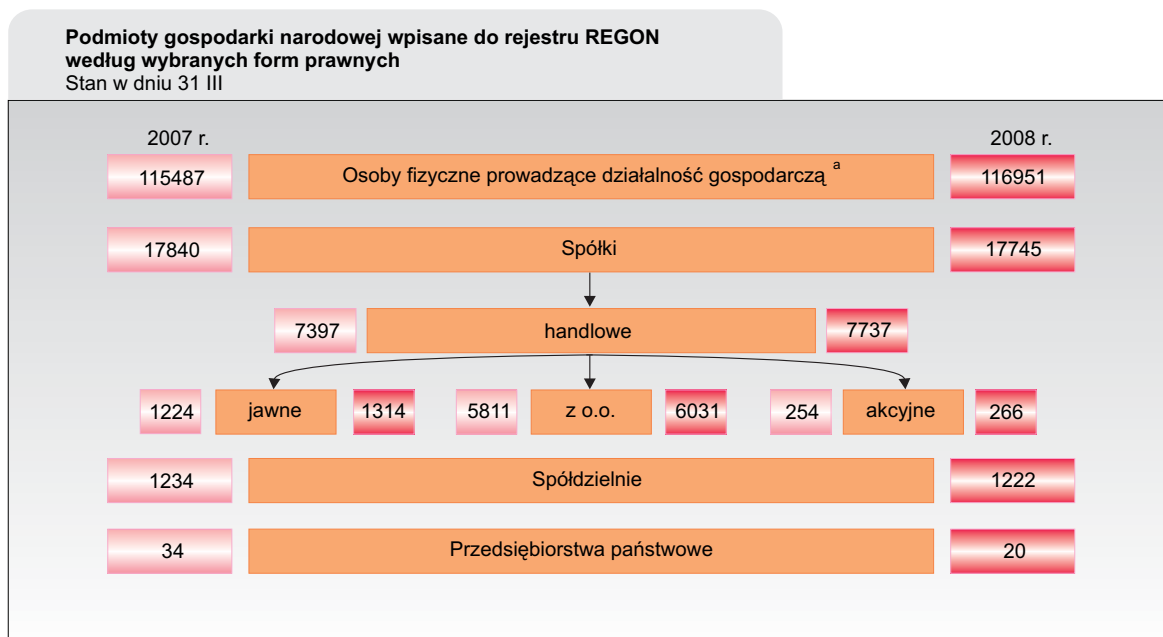 Podmioty gospodarki narodowej wpisane do rejestru REGON
według wybranych form prawnych
Stan w dniu 31 III
2007 r. 2008 r.
115487 Osoby fizyczne prowadzące działalność gospodarczą a 116951
17840 Spółki 17745
7397 handlowe 7737
1224 jawne 1314 5811 z o.o. 6031 254 akcyjne 266
1234 Spółdzielnie 1222
34 Przedsiębiorstwa państwowe 20